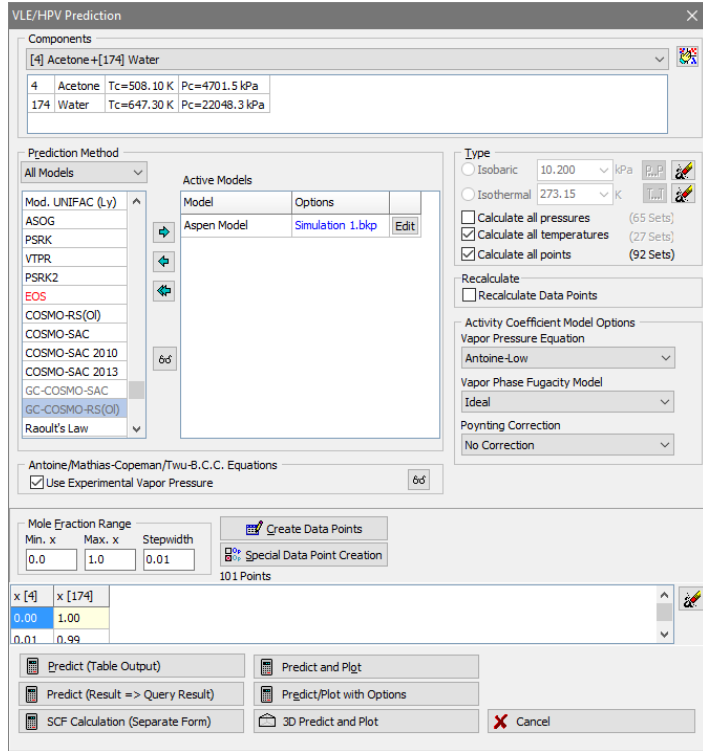 VLE/HPV Prediction
Components
[4] Acetone+[174] Water
4 Acetone Tc=508.10 K Pc=4701.5 kPa
174 Water Tc=647.30 K Pc=22048.3 kPa
Prediction Method
All Models
Mod. UNIFAC (Ly)
ASOG
PSRK
VTPR
PSRK2
EOS
COSMO-RS(Ol)
COSMO-SAC
COSMO-SAC 2010
COSMO-SAC 2013
GC-COSMO-SAC
GC-COSMO-RS(Ol)
Raoult's Law
Active Models
Model Options
Aspen Model Simulation 1.bkp Edit
Type
Isobaric 10.200 kPa P..P
Isothermal 273.15 K T..T
Calculate all pressures (65 Sets)
Calculate all temperatures (27 Sets)
Calculate all points (92 Sets)
Recalculate
Recalculate Data Points
Activity Coefficient Model Options
Vapor Pressure Equation
Antoine-Low
Vapor Phase Fugacity Model
Ideal
Poynting Correction
No Correction
Antoine/Mathias-Copeman/Twu-B.C.C. Equations
Use Experimental Vapor Pressure
Mole Fraction Range
Min. x Max. x Stepwidth
0.0 1.0 0.01
Create Data Points
Special Data Point Creation
101 Points
x [4] x [174]
0.00 1.00
0.01 0.99
Predict (Table Output)
Predict and Plot
Predict (Result => Query Result)
Predict/Plot with Options
SCF Calculation (Separate Form)
3D Predict and Plot
Cancel